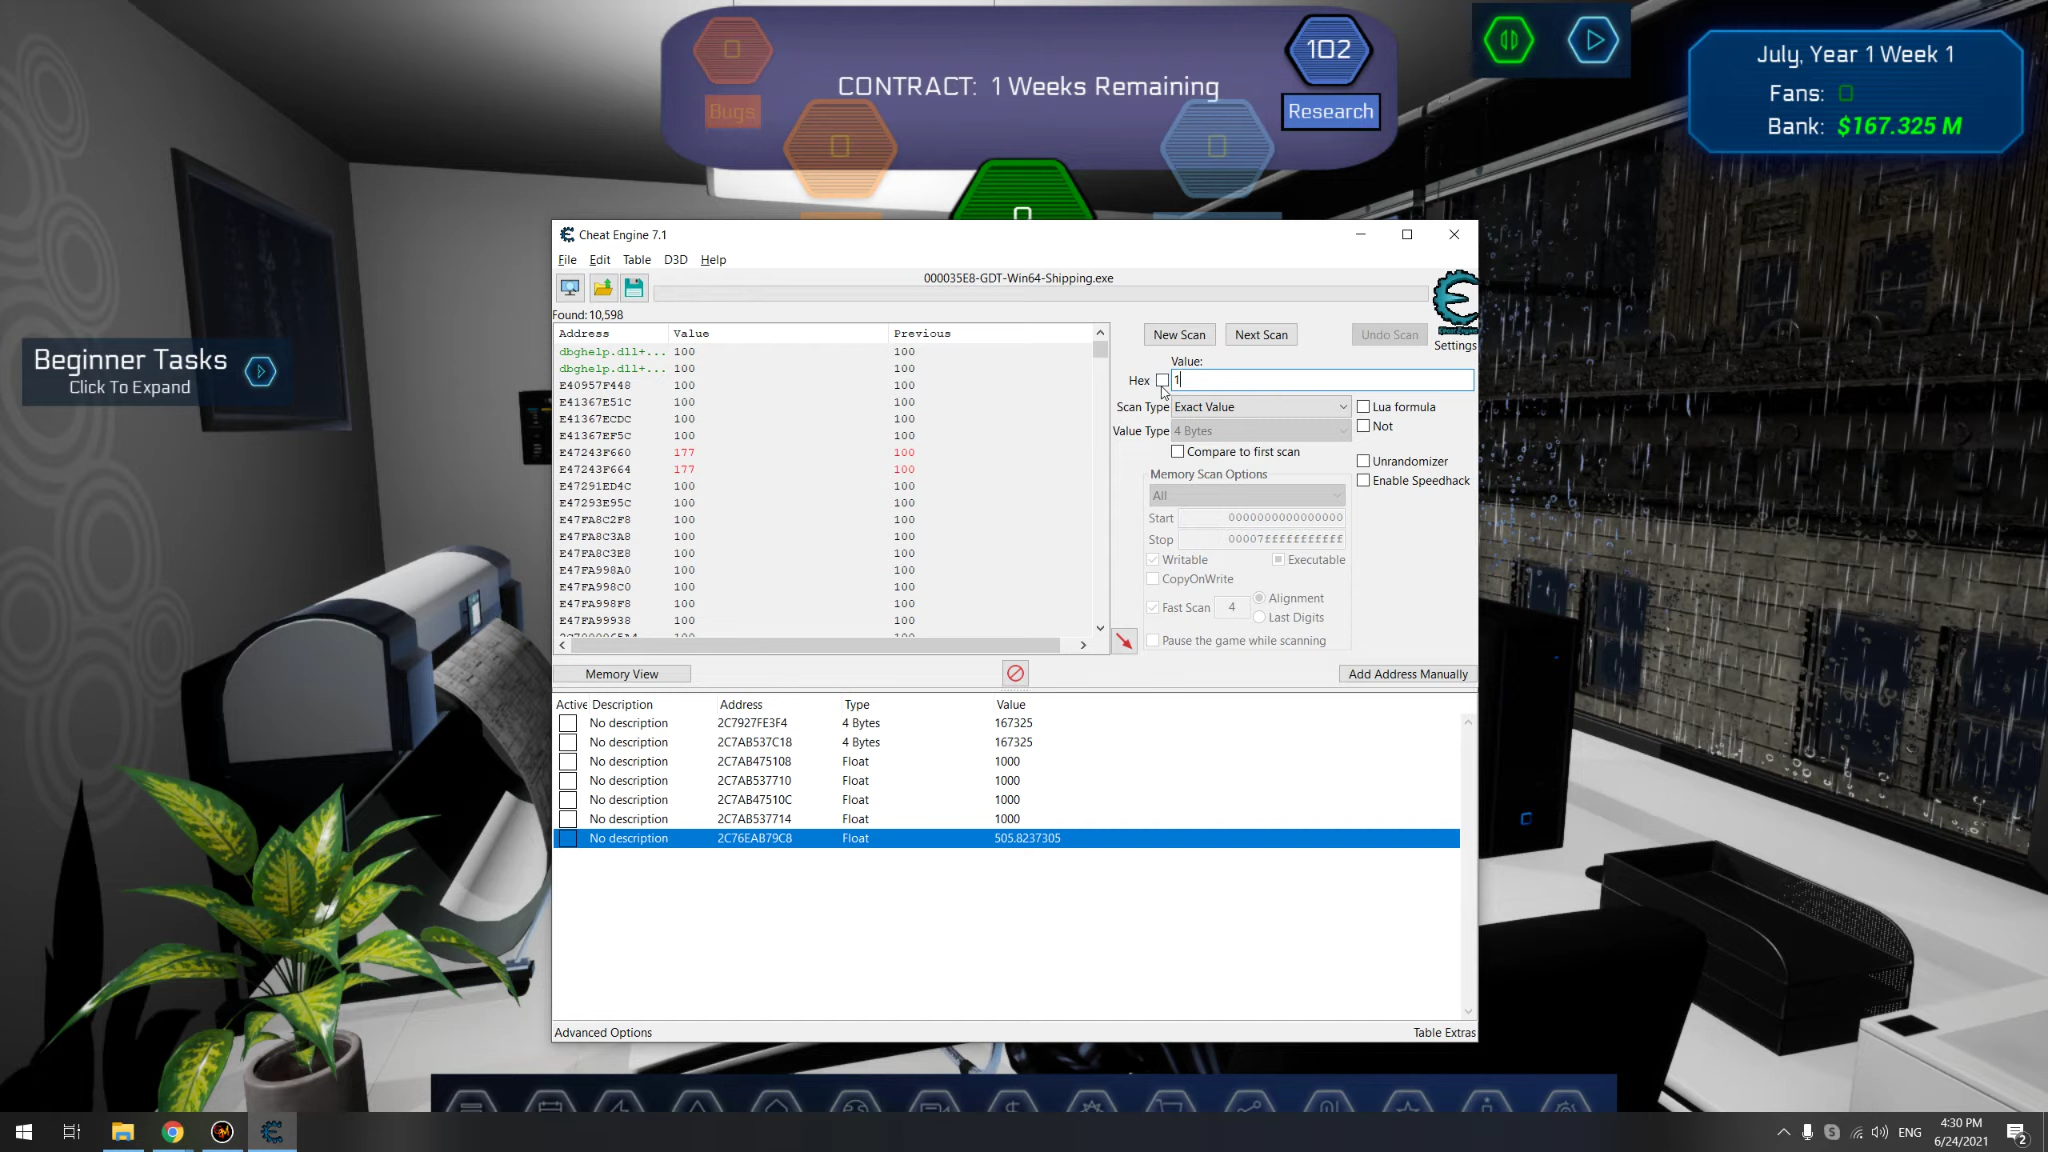 0
Bugs
CONTRACT: 1 Weeks Remaining
0
0
0
102
Research
July, Year 1 Week 1
Fans: 0
Bank: $167.325 M
Beginner Tasks
Click To Expand
Cheat Engine 7.1
File Edit Table D3D Help
000035E8-GDT-Win64-Shipping.exe
Found: 10,598
Address Value Previous
dbghelp.dll+... 100 100
dbghelp.dll+... 100 100
E40957F448 100 100
E41367E51C 100 100
E41367ECDC 100 100
E41367EF5C 100 100
E47243F660 177 100
E47243F664 177 100
E47291ED4C 100 100
E47293E95C 100 100
E47FA8C2F8 100 100
E47FA8C3A8 100 100
E47FA8C3E8 100 100
E47FA998A0 100 100
E47FA998C0 100 100
E47FA998F8 100 100
E47FA99938 100 100
New Scan Next Scan Undo Scan
Settings
Value:
Hex 1
Scan Type Exact Value
Lua formula
Not
Value Type 4 Bytes
Compare to first scan
Unrandomizer
Enable Speedhack
Memory Scan Options
All
Start 0000000000000000
Stop 00007fffffffffff
Writable Executable
CopyOnWrite
Fast Scan 4 Alignment
Last Digits
Pause the game while scanning
Memory View
Add Address Manually
Active Description Address Type Value
No description 2C7927FE3F4 4 Bytes 167325
No description 2C7AB537C18 4 Bytes 167325
No description 2C7AB475108 Float 1000
No description 2C7AB537710 Float 1000
No description 2C7AB47510C Float 1000
No description 2C7AB537714 Float 1000
No description 2C76EAB79C8 Float 505.8237305
Advanced Options
Table Extras
ENG
4:30 PM
6/24/2021
2